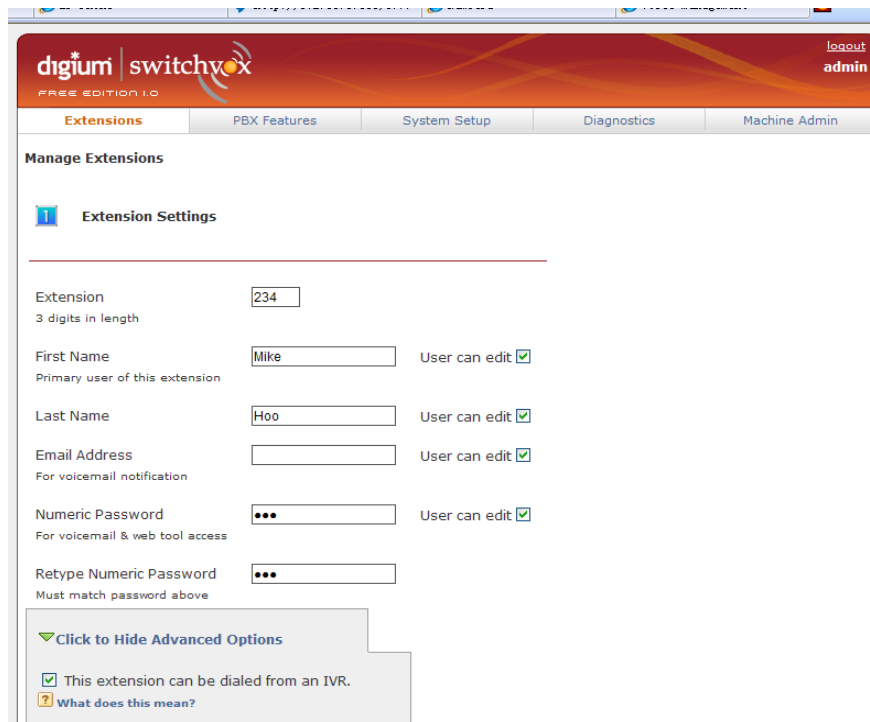 logout
digium switchvox
admin
FREE EDITION 1.0
Extensions PBX Features System Setup Diagnostics Machine Admin
Manage Extensions
1 Extension Settings
Extension 234
3 digits in length
First Name Mike User can edit
Primary user of this extension
Last Name Hoo User can edit
Email Address User can edit
For voicemail notification
Numeric Password ••• User can edit
For voicemail & web tool access
Retype Numeric Password •••
Must match password above
Click to Hide Advanced Options
This extension can be dialed from an IVR.
? What does this mean?